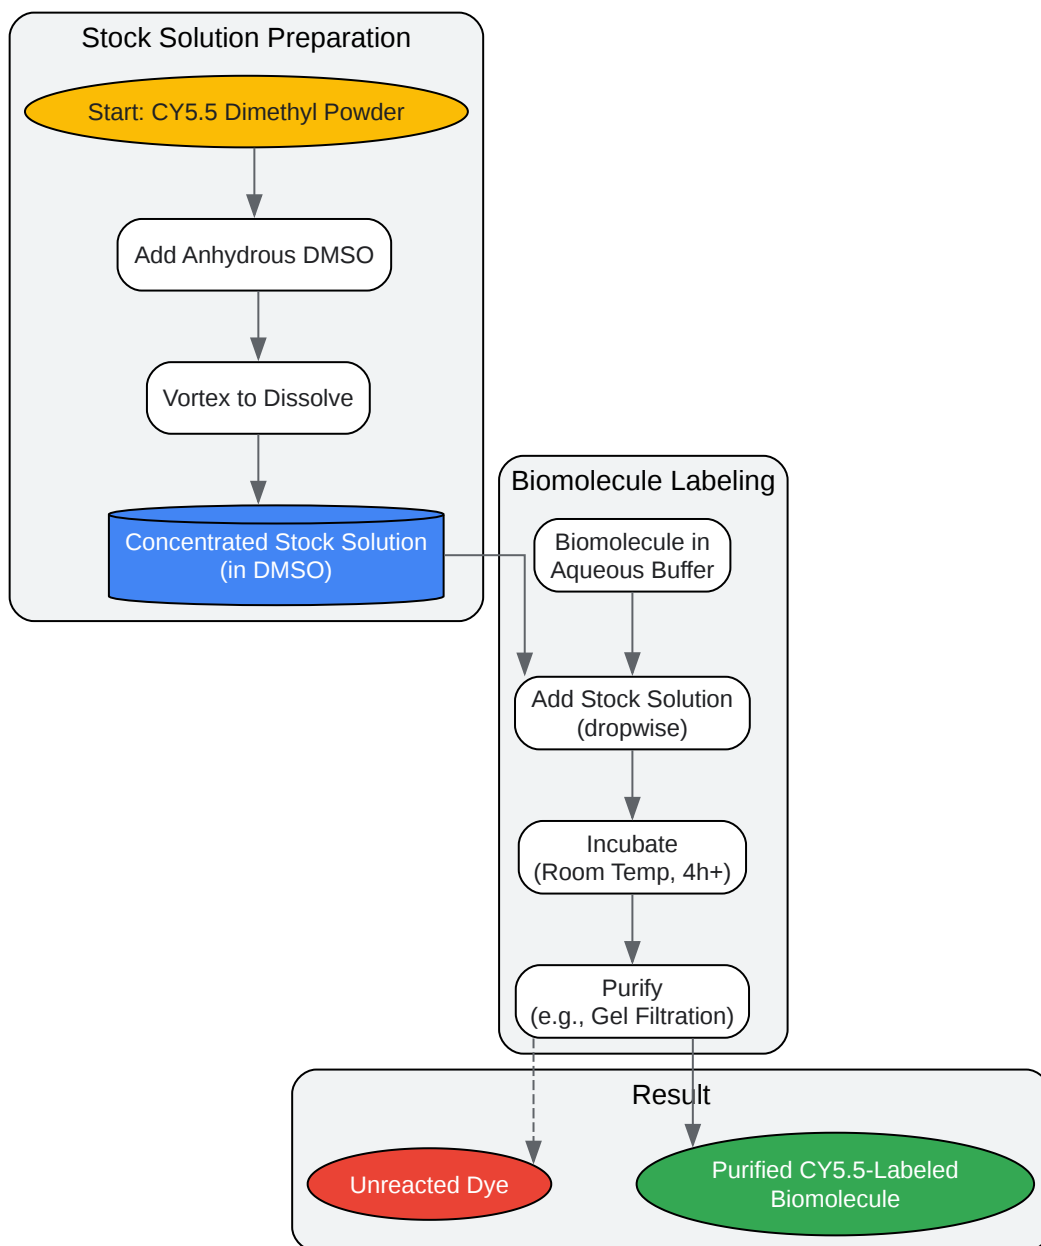 Stock Solution Preparation
Start: CY5.5 Dimethyl Powder
Add Anhydrous DMSO
Vortex to Dissolve
Concentrated Stock Solution
(in DMSO)
Biomolecule Labeling
Biomolecule in
Aqueous Buffer
Add Stock Solution
(dropwise)
Incubate
(Room Temp, 4h+)
Purify
(e.g., Gel Filtration)
Result
Unreacted Dye
Purified CY5.5-Labeled
Biomolecule